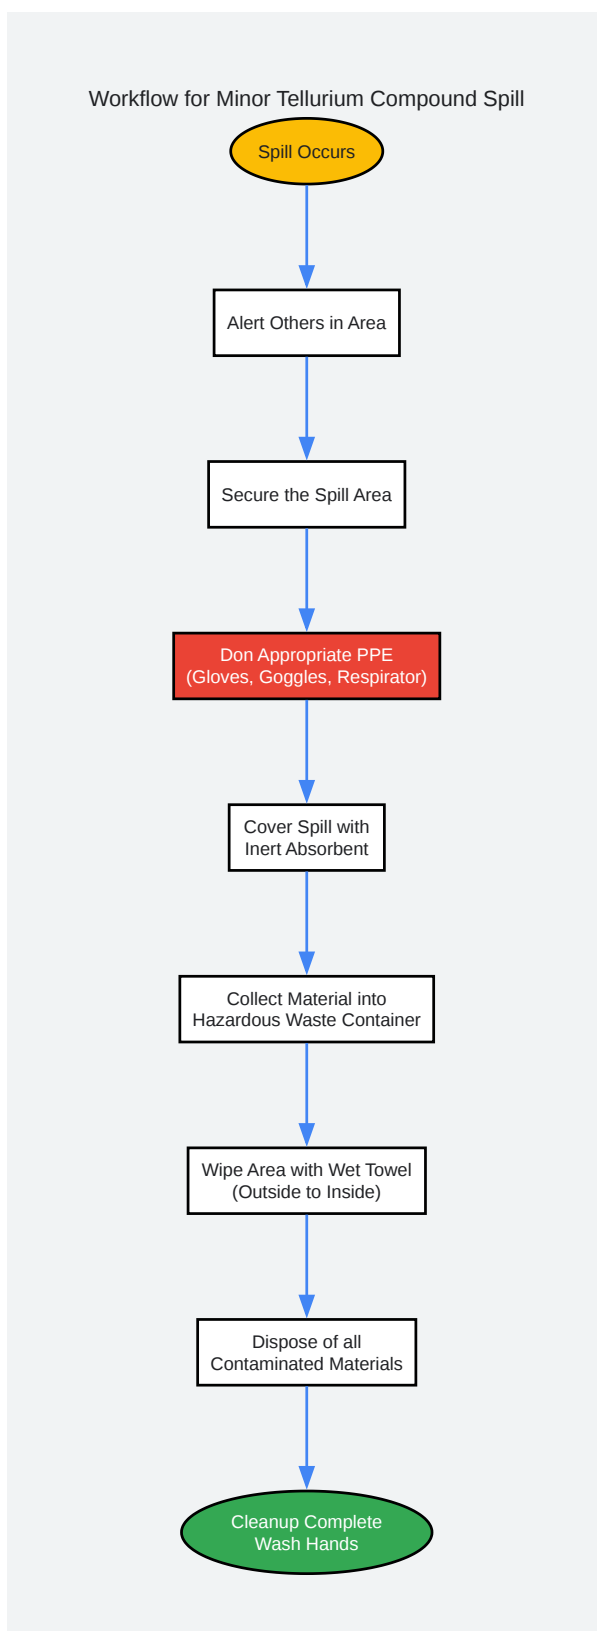 Workflow for Minor Tellurium Compound Spill
Spill Occurs
Alert Others in Area
Secure the Spill Area
Don Appropriate PPE
(Gloves, Goggles, Respirator)
Cover Spill with
Inert Absorbent
Collect Material into
Hazardous Waste Container
Wipe Area with Wet Towel
(Outside to Inside)
Dispose of all
Contaminated Materials
Cleanup Complete
Wash Hands